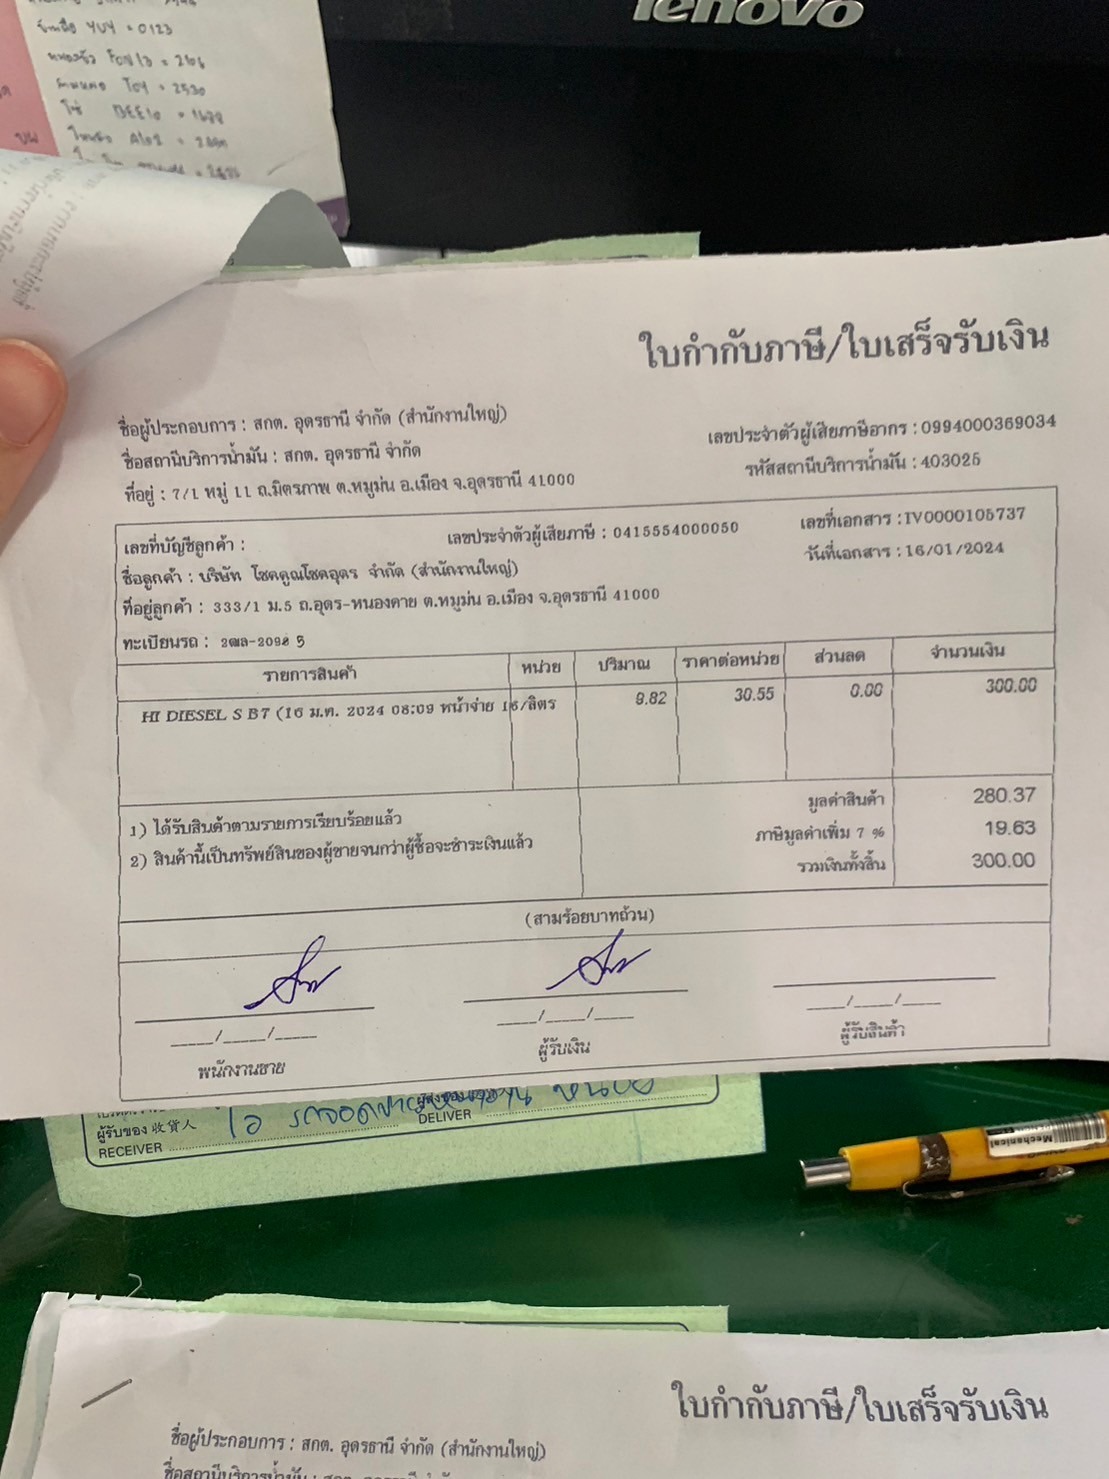 lenovo
YUY = 0123
TOY = 2530
ใบกำกับภาษี/ใบเสร็จรับเงิน
ชื่อผู้ประกอบการ : สกต. อุดรธานี จำกัด (สำนักงานใหญ่)
เลขประจำตัวผู้เสียภาษีอากร : 0994000369034
ชื่อสถานีบริการน้ำมัน : สกต. อุดรธานี จำกัด
รหัสสถานีบริการน้ำมัน : 403025
ที่อยู่ : 7/1 หมู่ 11 ถ.มิตรภาพ ต.หมูม่น อ.เมือง จ.อุดรธานี 41000
เลขที่บัญชีลูกค้า : เลขประจำตัวผู้เสียภาษี : 0415554000050 เลขที่เอกสาร : IV0000105737
ชื่อลูกค้า : บริษัท โชคคูณโชคอุดร จำกัด (สำนักงานใหญ่) วันที่เอกสาร : 16/01/2024
ที่อยู่ลูกค้า : 333/1 ม.5 ถ.อุดร-หนองคาย ต.หมูม่น อ.เมือง จ.อุดรธานี 41000
ทะเบียนรถ : 2ฒล-2098
รายการสินค้า หน่วย ปริมาณ ราคาต่อหน่วย ส่วนลด จำนวนเงิน
HI DIESEL S B7 (16 ม.ค. 2024 08:09 หน้าจ่าย 16/ลิตร 9.82 30.55 0.00 300.00
1) ได้รับสินค้าตามรายการเรียบร้อยแล้ว
2) สินค้านี้เป็นทรัพย์สินของผู้ขายจนกว่าผู้ซื้อจะชำระเงินแล้ว
มูลค่าสินค้า 280.37
ภาษีมูลค่าเพิ่ม 7 % 19.63
รวมเงินทั้งสิ้น 300.00
(สามร้อยบาทถ้วน)
___/___/___ ___/___/___ ___/___/___
พนักงานขาย ผู้รับเงิน ผู้รับสินค้า
ผู้รับของ 收貨人
RECEIVER
DELIVER
Mechanical
ใบกำกับภาษี/ใบเสร็จรับเงิน
ชื่อผู้ประกอบการ : สกต. อุดรธานี จำกัด (สำนักงานใหญ่)